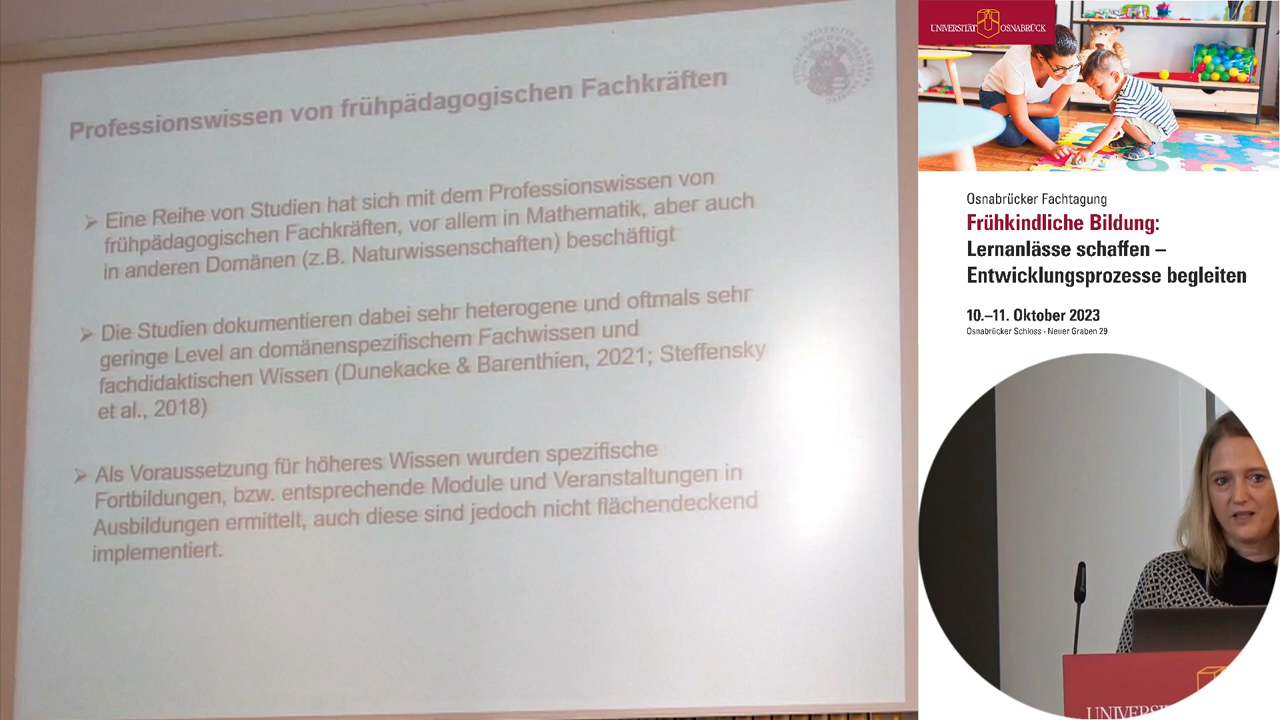 Professionswissen von frühpädagogischen Fachkräften
➢ Eine Reihe von Studien hat sich mit dem Professionswissen von
frühpädagogischen Fachkräften, vor allem in Mathematik, aber auch
in anderen Domänen (z.B. Naturwissenschaften) beschäftigt
➢ Die Studien dokumentieren dabei sehr heterogene und oftmals sehr
geringe Level an domänenspezifischem Fachwissen und
fachdidaktischen Wissen (Dunekacke & Barenthien, 2021; Steffensky
et al., 2018)
➢ Als Voraussetzung für höheres Wissen wurden spezifische
Fortbildungen, bzw. entsprechende Module und Veranstaltungen in
Ausbildungen ermittelt, auch diese sind jedoch nicht flächendeckend
implementiert.
UNIVERSITÄT OSNABRÜCK
Osnabrücker Fachtagung
Frühkindliche Bildung:
Lernanlässe schaffen –
Entwicklungsprozesse begleiten
10.–11. Oktober 2023
Osnabrücker Schloss · Neuer Graben 29
UNIVERSI